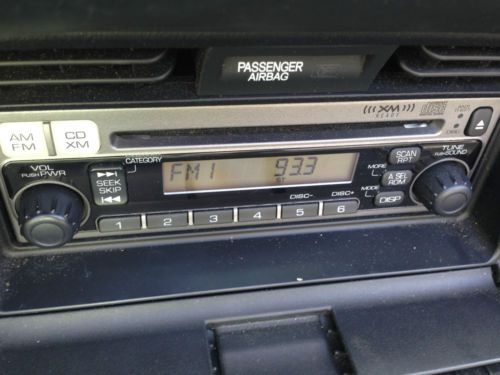 PASSENGER
AIRBAG
XM
READY
AM
FM
CD
XM
VOL
PUSH PWR
CATEGORY
SEEK
SKIP
FM1 93.3
ST
DISC-
DISC+
1 2 3 4 5 6
MORE
SCAN
RPT
A.SEL
RDM
MODE
DISP
TUNE
PUSH SOUND